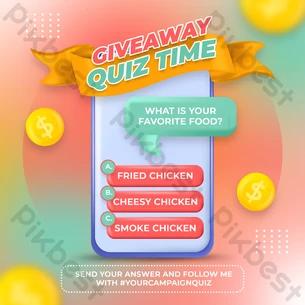 GIVEAWAY
QUIZ TIME
WHAT IS YOUR
FAVORITE FOOD?
A. FRIED CHICKEN
B. CHEESY CHICKEN
C. SMOKE CHICKEN
SEND YOUR ANSWER AND FOLLOW ME
WITH #YOURCAMPAIGNQUIZ
Pikbest